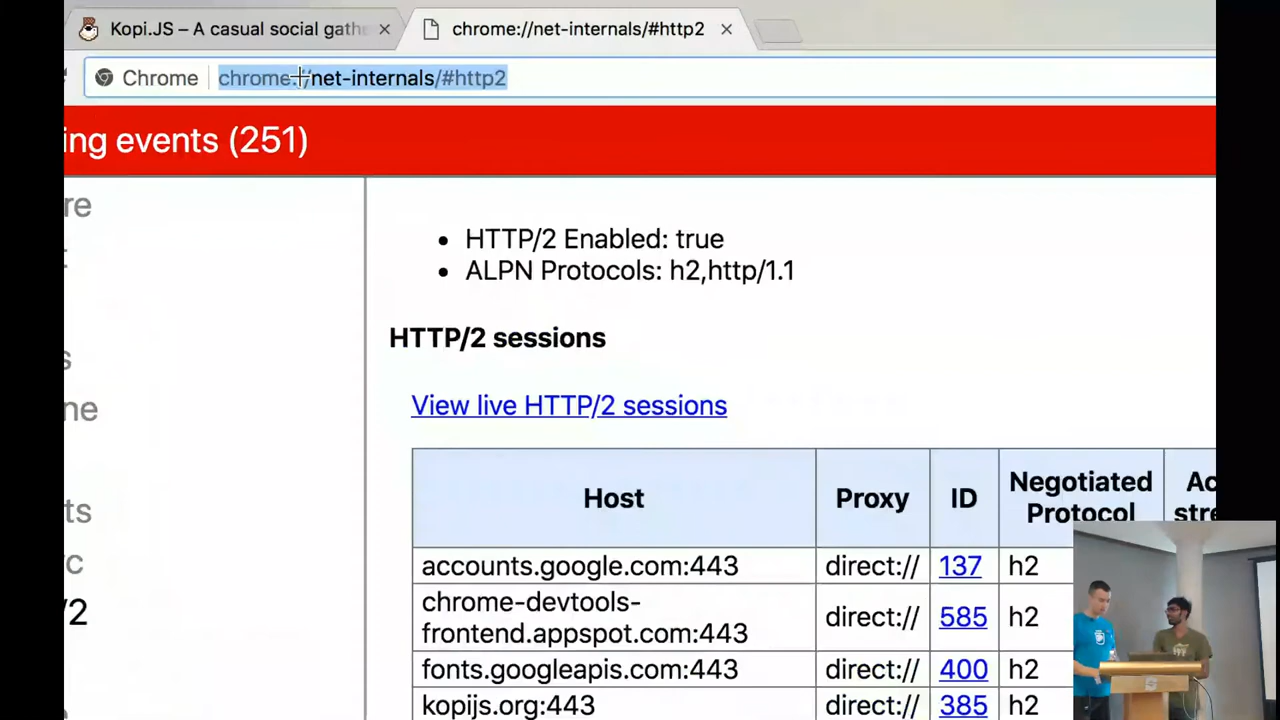 Kopi.JS – A casual social gath
chrome://net-internals/#http2
Chrome
chrome://net-internals/#http2
ing events (251)
re
t
s
ne
ts
c
/2
HTTP/2 Enabled: true
ALPN Protocols: h2,http/1.1
HTTP/2 sessions
View live HTTP/2 sessions
Host Proxy ID Negotiated Protocol Ac stre
accounts.google.com:443 direct:// 137 h2
chrome-devtools-
frontend.appspot.com:443 direct:// 585 h2
fonts.googleapis.com:443 direct:// 400 h2
kopijs.org:443 direct:// 385 h2